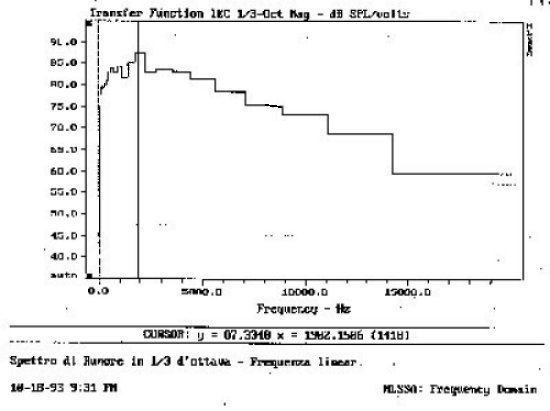 Transfer Function IEC 1/3-Oct Mag - dB SPL/volts
91.0
85.0
80.0
75.0
70.0
65.0
60.0
55.0
50.0
45.0
40.0
auto
0.0 5000.0 10000.0 15000.0
Frequency - Hz
CURSOR: y = 87.3348 x = 1982.1586 (1418)
Spettro di Rumore in 1/3 d'ottava - Frequenza linear.
10-18-93 9:31 PM MLSSA: Frequency Domain